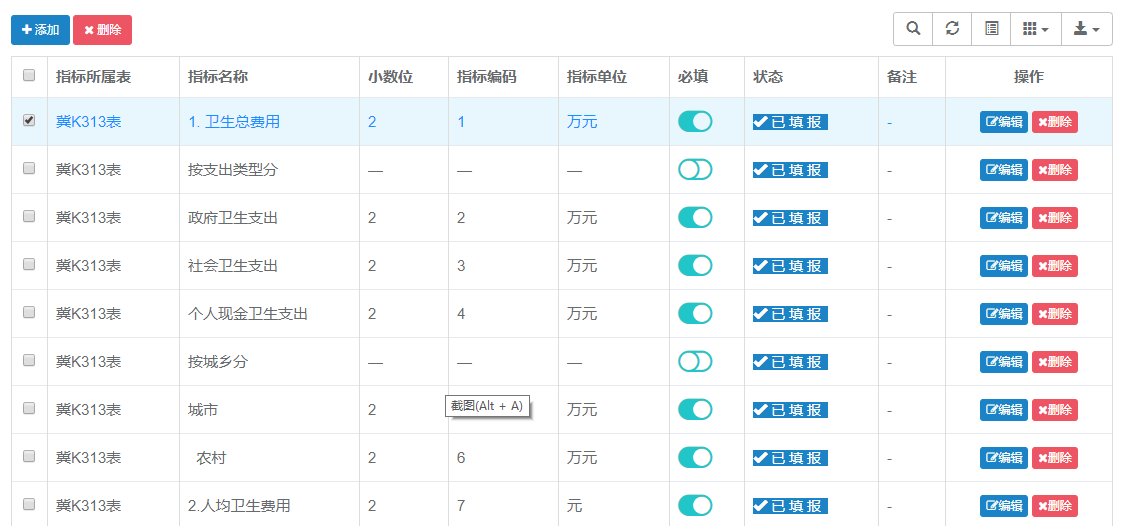 添加 删除
指标所属表 指标名称 小数位 指标编码 指标单位 必填 状态 备注 操作
冀K313表 1. 卫生总费用 2 1 万元 已填报 - 编辑 删除
冀K313表 按支出类型分 — — — 已填报 - 编辑 删除
冀K313表 政府卫生支出 2 2 万元 已填报 - 编辑 删除
冀K313表 社会卫生支出 2 3 万元 已填报 - 编辑 删除
冀K313表 个人现金卫生支出 2 4 万元 已填报 - 编辑 删除
冀K313表 按城乡分 — — — 已填报 - 编辑 删除
截图(Alt + A)
冀K313表 城市 2 万元 已填报 - 编辑 删除
冀K313表 农村 2 6 万元 已填报 - 编辑 删除
冀K313表 2.人均卫生费用 2 7 元 已填报 - 编辑 删除